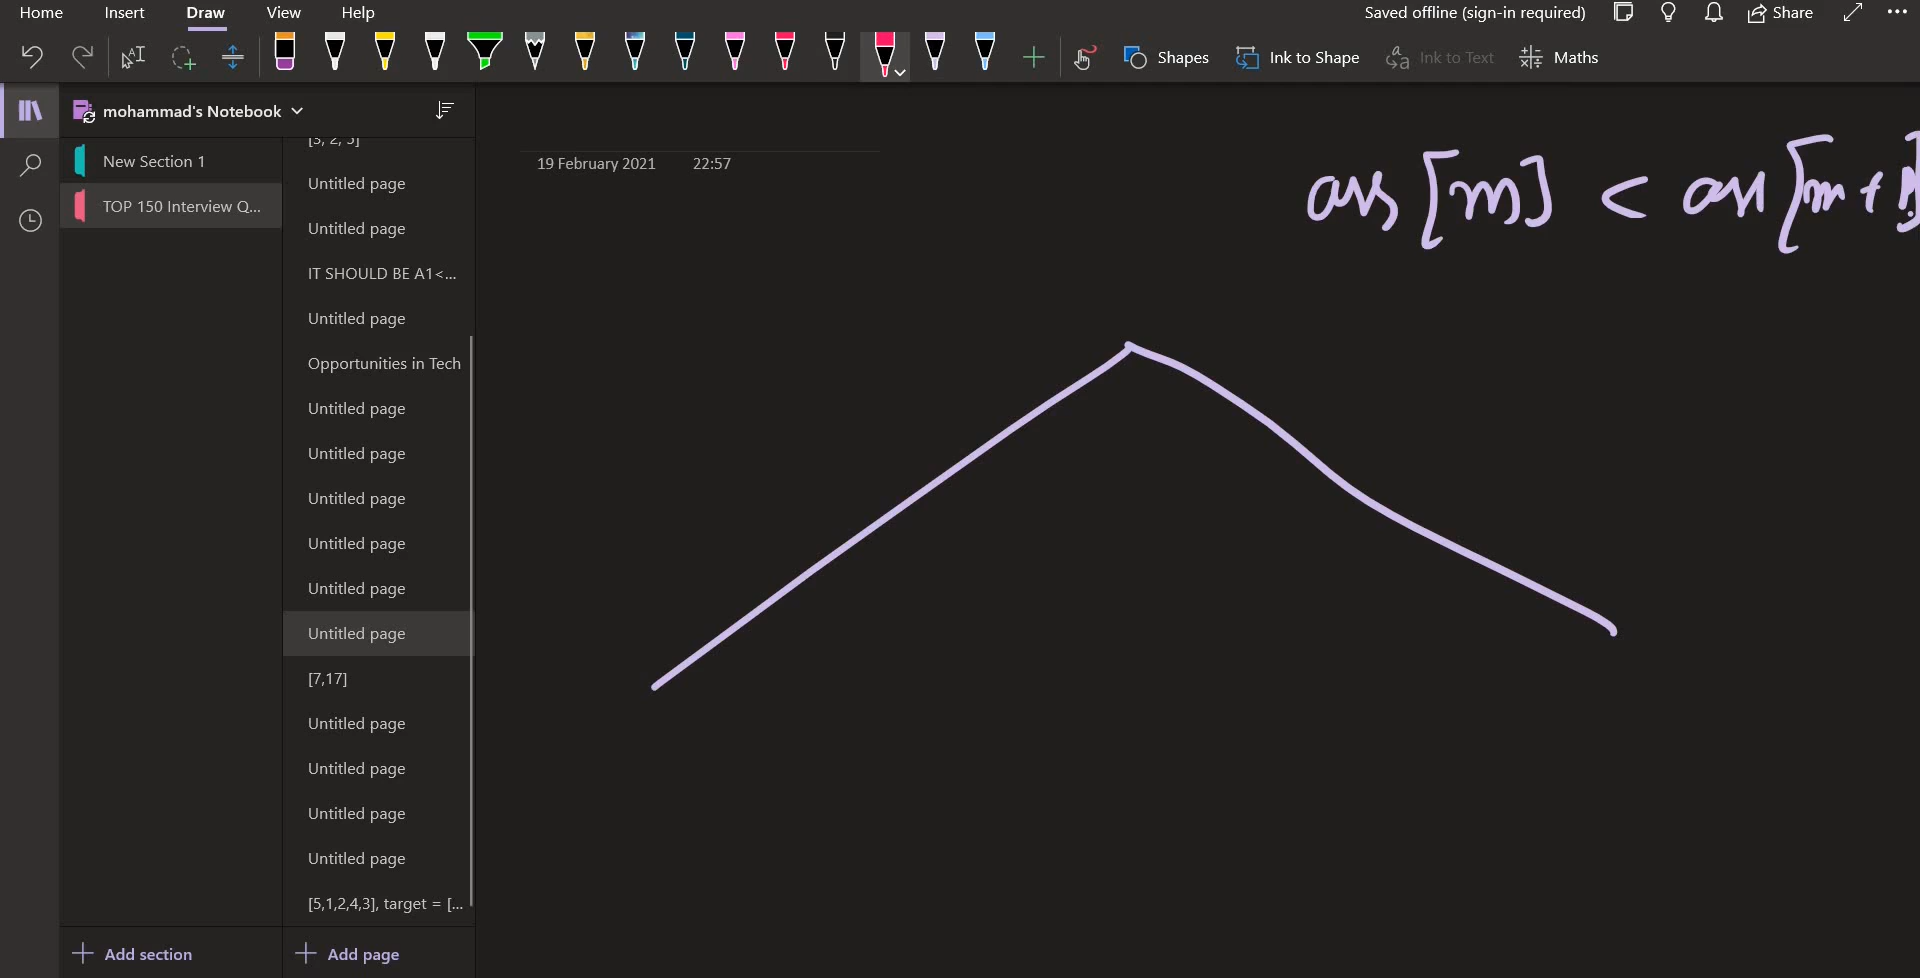 Home Insert Draw View Help Saved offline (sign-in required) Share
Shapes Ink to Shape Ink to Text Maths
mohammad's Notebook
New Section 1
TOP 150 Interview Q...
[3, 2, 5]
Untitled page
Untitled page
IT SHOULD BE A1<...
Untitled page
Opportunities in Tech
Untitled page
Untitled page
Untitled page
Untitled page
Untitled page
Untitled page
[7,17]
Untitled page
Untitled page
Untitled page
Untitled page
[5,1,2,4,3], target = [...
Add section
Add page
19 February 2021 22:57
arr[m] < arr[m+1]